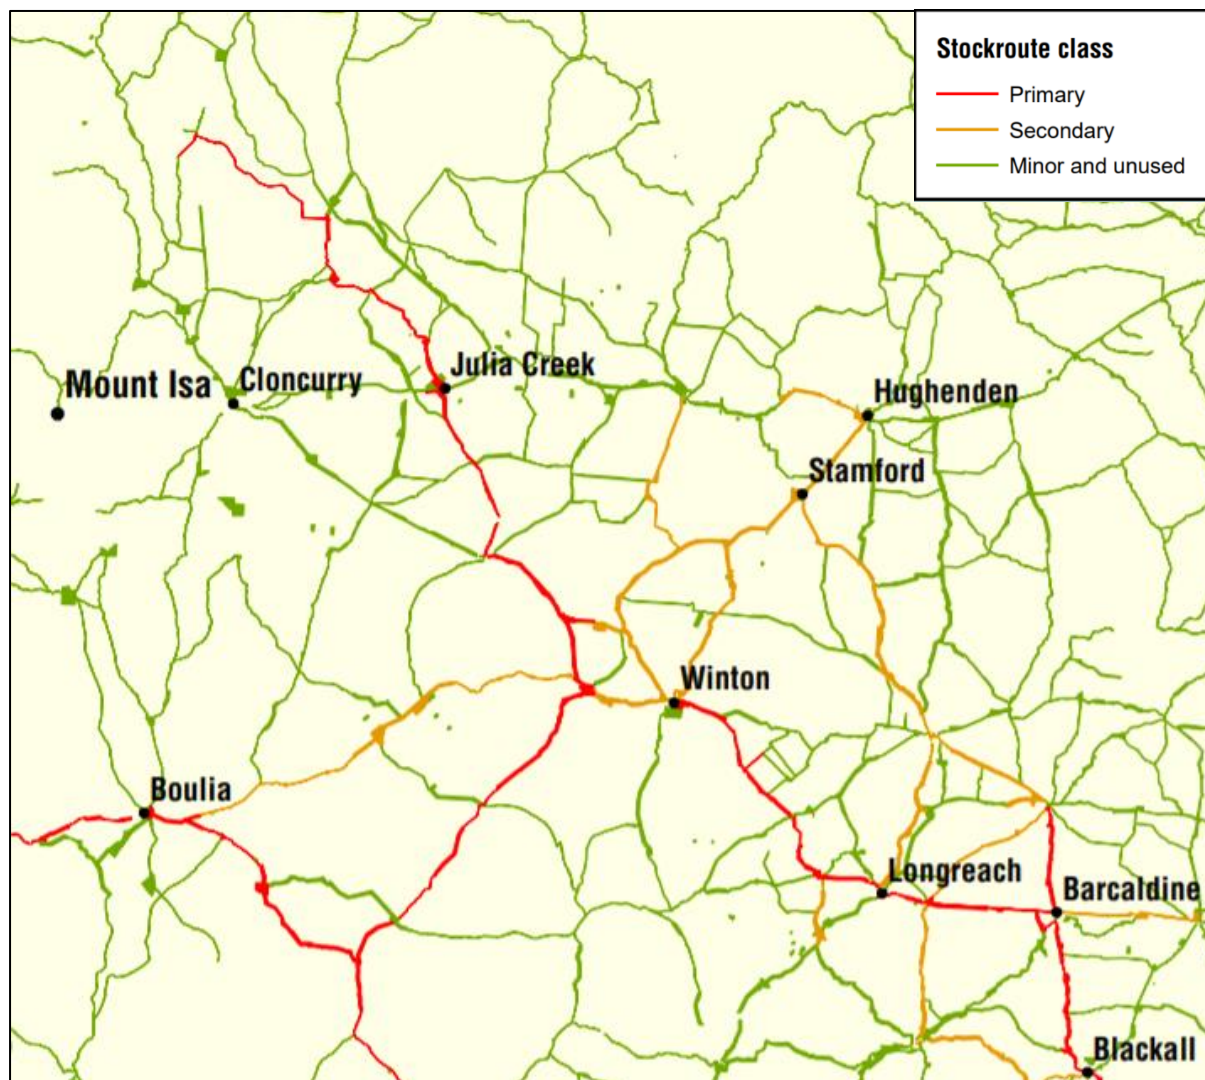 Stockroute class
Primary
Secondary
Minor and unused
Julia Creek
Mount Isa
Cloncurry
Hughenden
Stamford
Winton
Boulia
Longreach
Barcaldine
Blackall